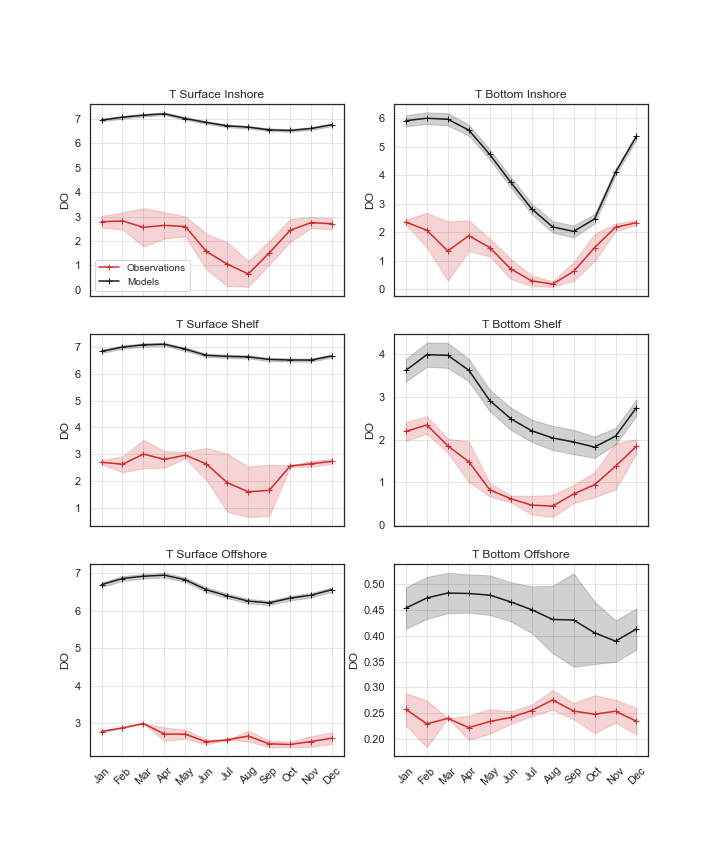 T Surface Inshore
DO
7
6
5
4
3
2
1
0
Observations
Models
T Bottom Inshore
DO
6
5
4
3
2
1
0
T Surface Shelf
DO
7
6
5
4
3
2
1
T Bottom Shelf
DO
4
3
2
1
0
T Surface Offshore
DO
7
6
5
4
3
Jan Feb Mar Apr May Jun Jul Aug Sep Oct Nov Dec
T Bottom Offshore
DO
0.50
0.45
0.40
0.35
0.30
0.25
0.20
Jan Feb Mar Apr May Jun Jul Aug Sep Oct Nov Dec